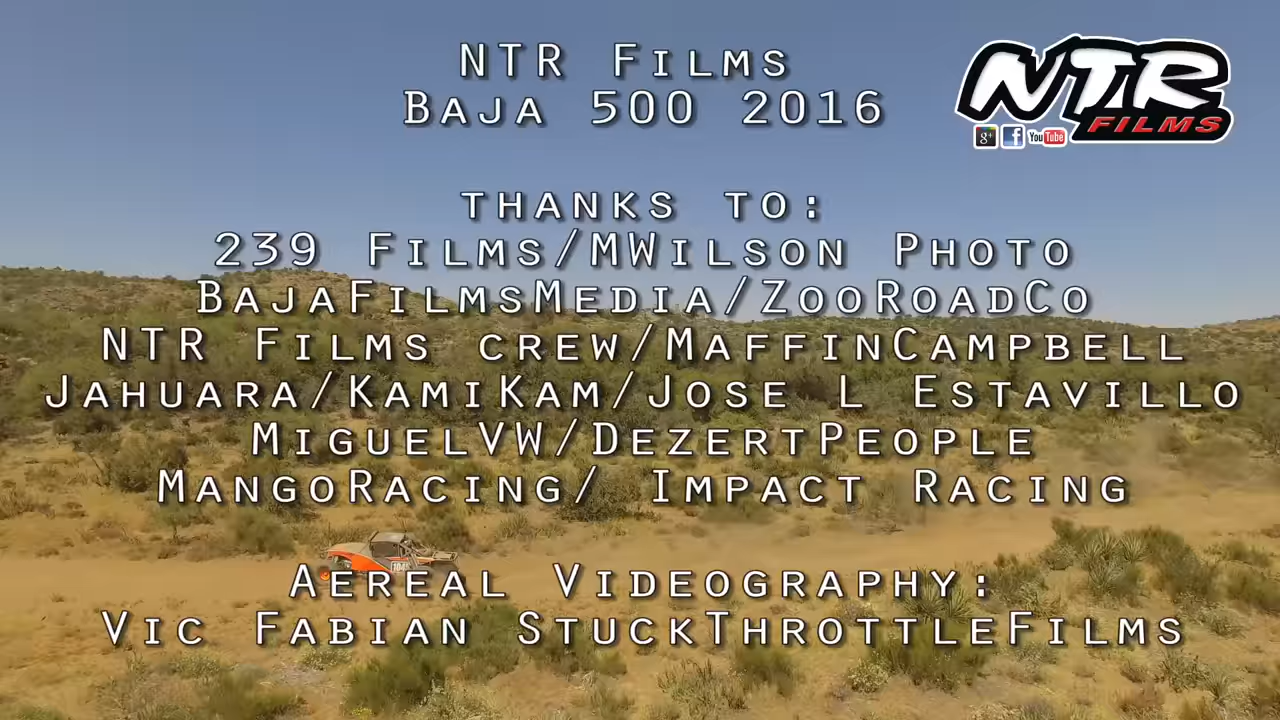 NTR Films
Baja 500 2016
NTR
FILMS
g+ f YouTube
thanks to:
239 Films/MWilson Photo
BajaFilmsMedia/ZooRoadCo
NTR Films crew/MaffinCampbell
Jahuara/KamiKam/Jose L Estavillo
MiguelVW/DezertPeople
MangoRacing/ Impact Racing
Aereal Videography:
Vic Fabian StuckThrottleFilms